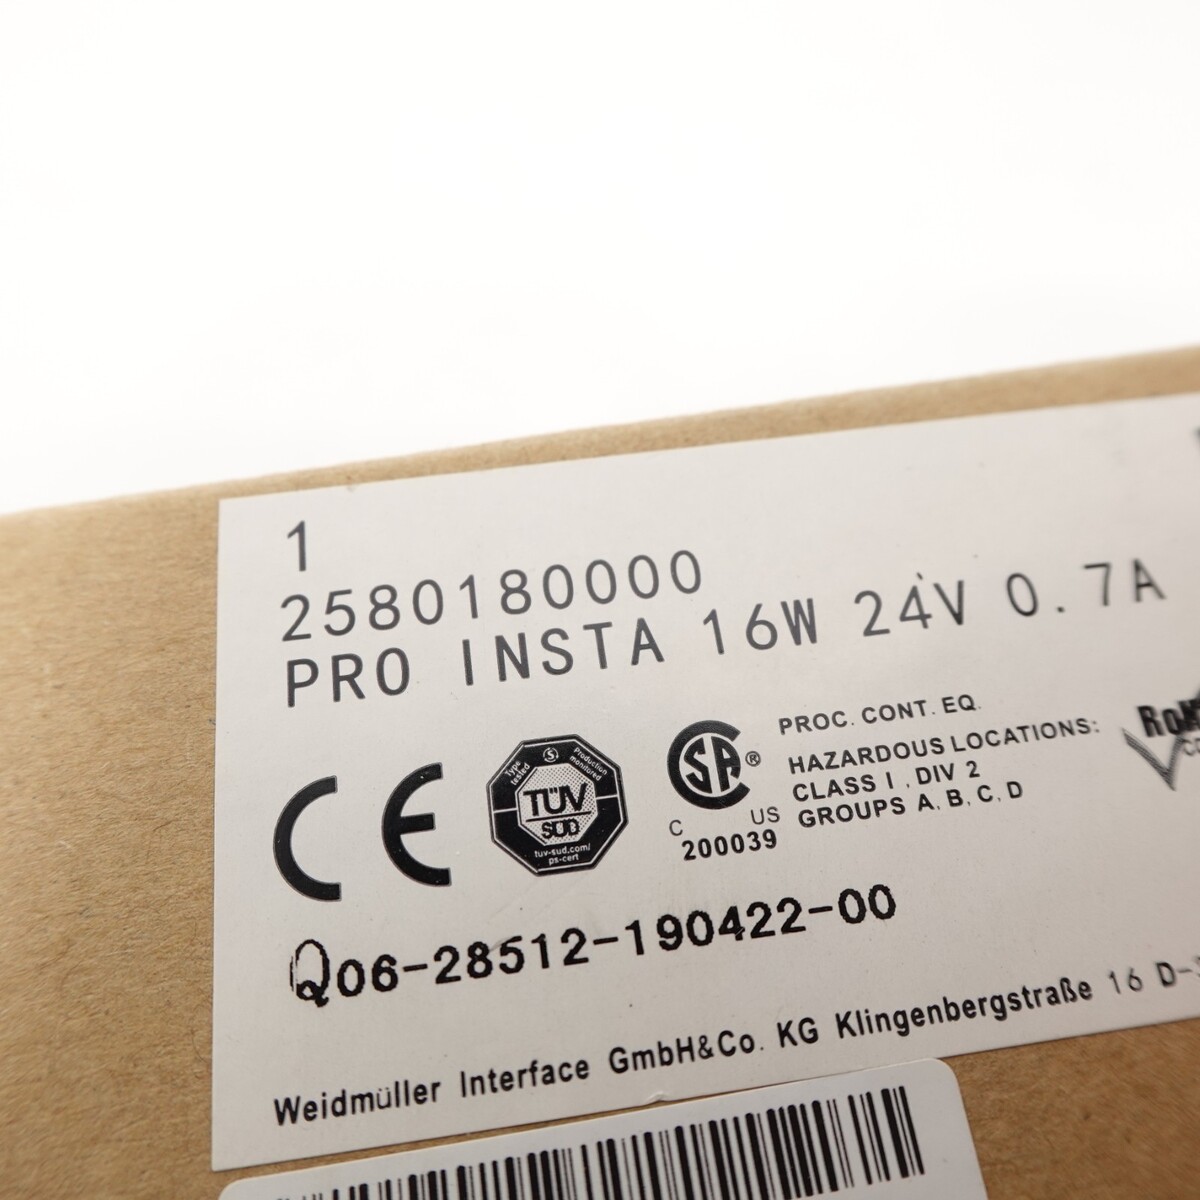 1
2580180000
PRO INSTA 16W 24V 0.7A
CE
Type tested
S
Production monitored
TÜV
SÜD
tuv-sud.com/
ps-cert
CSA®
C US
200039
PROC. CONT. EQ.
HAZARDOUS LOCATIONS:
CLASS I, DIV 2
GROUPS A, B, C, D
Q06-28512-190422-00
Weidmüller Interface GmbH&Co. KG Klingenbergstraße 16 D-